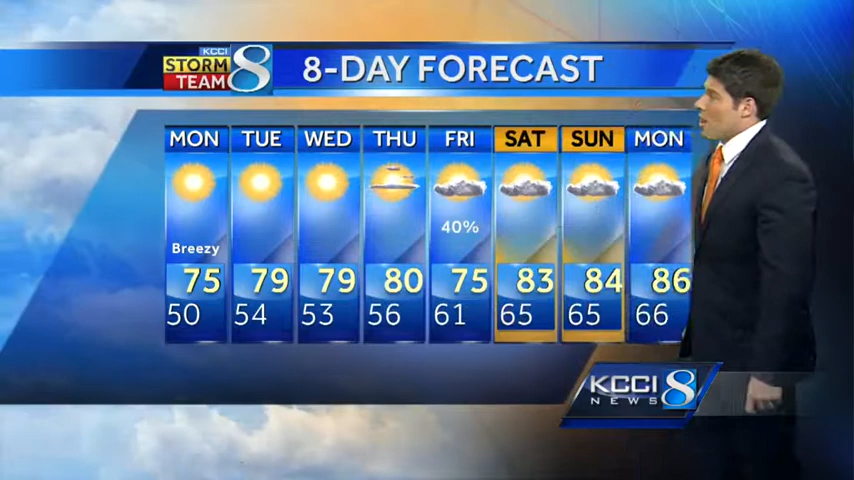 KCCI
STORM
TEAM 8
8-DAY FORECAST
MON TUE WED THU FRI SAT SUN MON
40%
Breezy
75 79 79 80 75 83 84 86
50 54 53 56 61 65 65 66
KCCI 8
NEWS